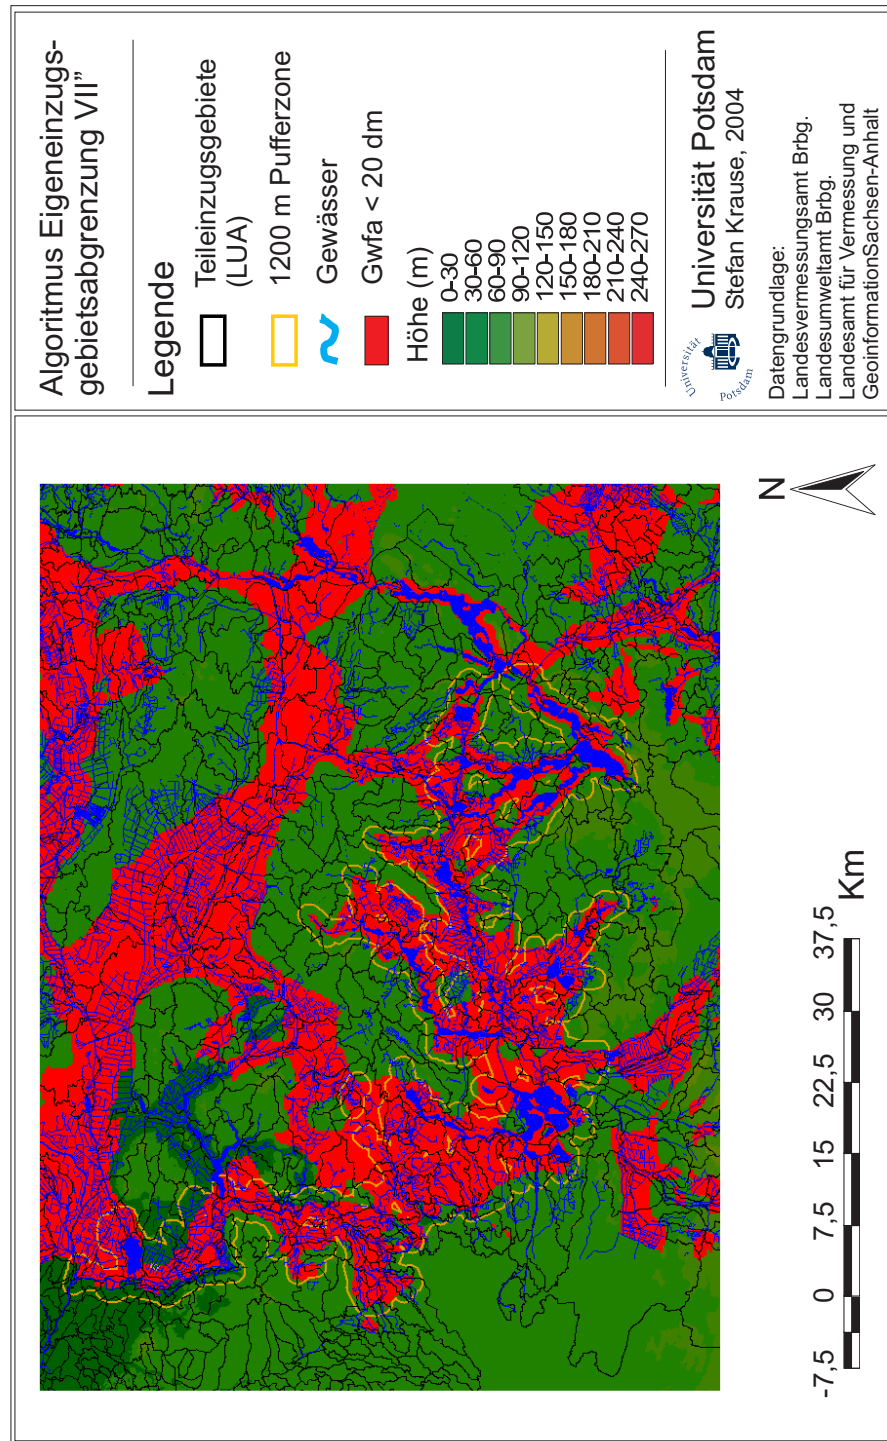 Algoritmus Eigeneinzugs-
gebietsabgrenzung VII”
Legende
Teileinzugsgebiete
(LUA)
1200 m Pufferzone
Gewässer
Gwfa < 20 dm
Höhe (m)
0-30
30-60
60-90
90-120
120-150
150-180
180-210
210-240
240-270
Universität
Potsdam
Universität Potsdam
Stefan Krause, 2004
Datengrundlage:
Landesvermessungsamt Brbg.
Landesumweltamt Brbg.
Landesamt für Vermessung und
GeoinformationSachsen-Anhalt
N
-7,5 0 7,5 15 22,5 30 37,5
Km